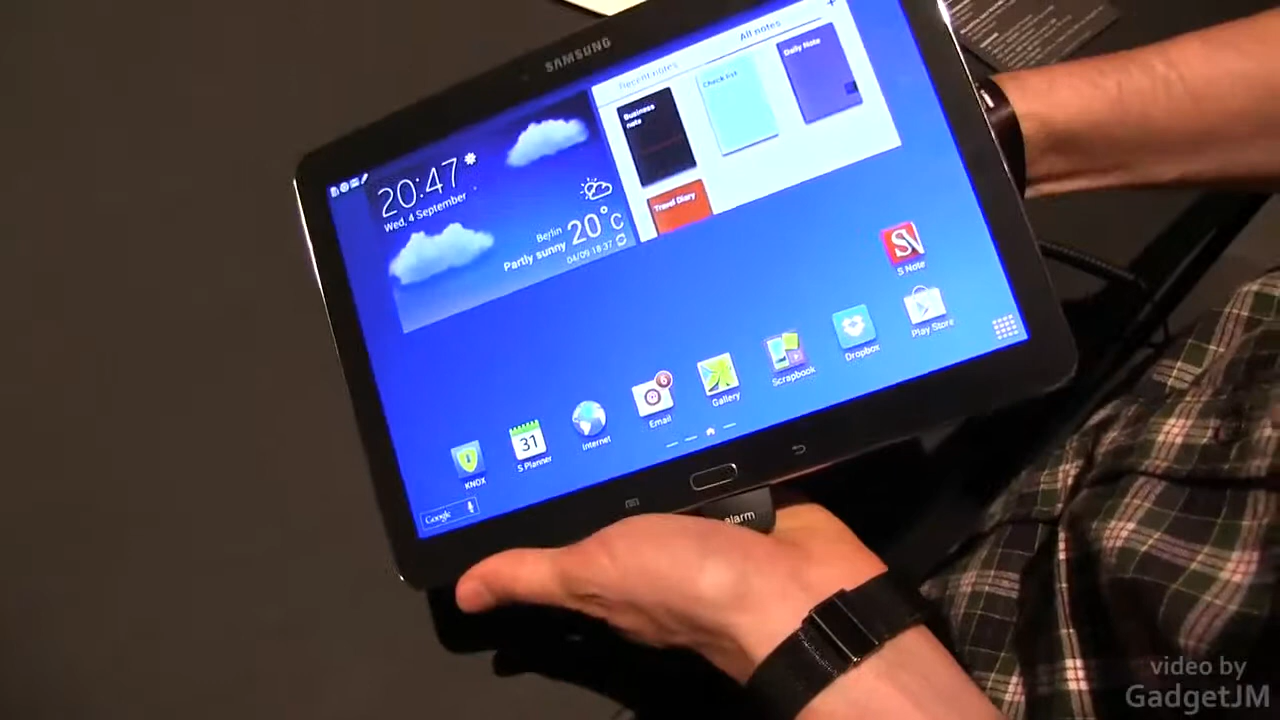 SAMSUNG
20:47
Wed, 4 September
Berlin
Partly sunny
20°C
04/09 18:37
Recent notes
All notes
Business
note
Check list
Daily Note
Travel Diary
S Note
Play Store
Dropbox
Scrapbook
Gallery
6
Email
Internet
31
S Planner
KNOX
Google
alarm
video by
GadgetJM